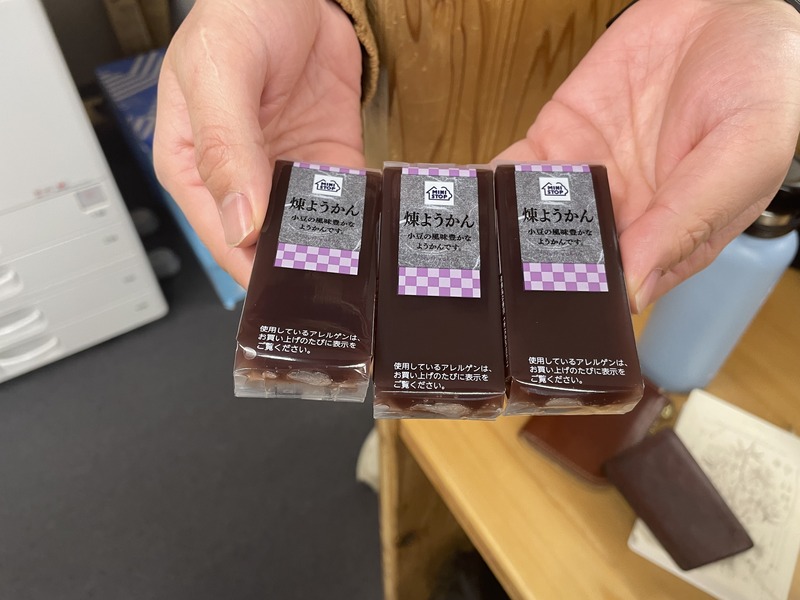 MINI
STOP
煉ようかん
小豆の風味豊かな
ようかんです。
使用しているアレルゲンは、
お買い上げのたびに表示を
ご覧ください。
MINI
STOP
煉ようかん
小豆の風味豊かな
ようかんです。
使用しているアレルゲンは、
お買い上げのたびに表示を
ご覧ください。
MINI
STOP
煉ようかん
小豆の風味豊かな
ようかんです。
使用しているアレルゲンは、
お買い上げのたびに表示を
ご覧ください。